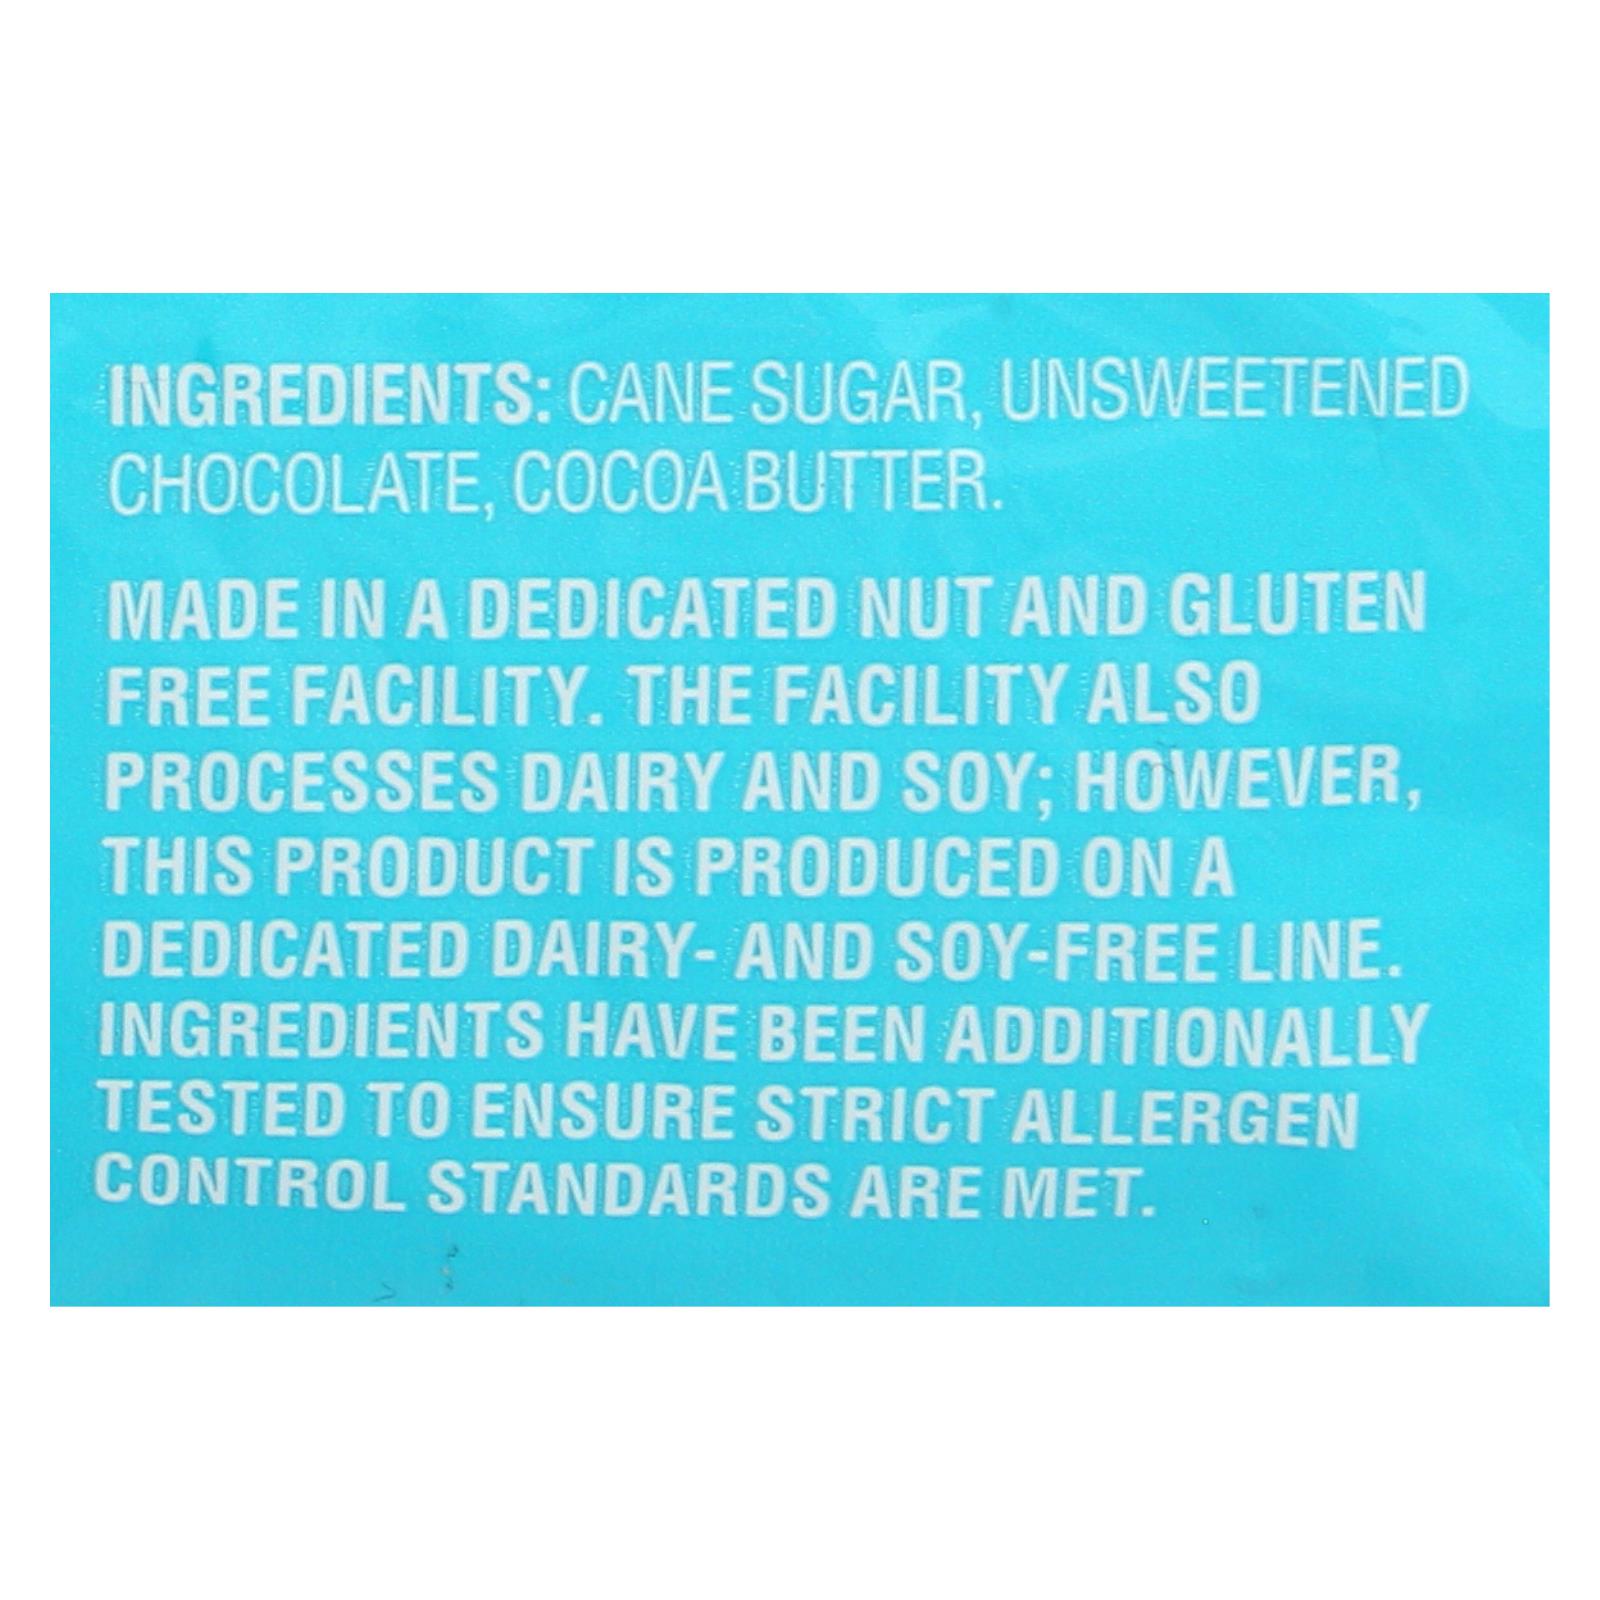 INGREDIENTS: CANE SUGAR, UNSWEETENED
CHOCOLATE, COCOA BUTTER.
MADE IN A DEDICATED NUT AND GLUTEN
FREE FACILITY. THE FACILITY ALSO
PROCESSES DAIRY AND SOY; HOWEVER,
THIS PRODUCT IS PRODUCED ON A
DEDICATED DAIRY- AND SOY-FREE LINE.
INGREDIENTS HAVE BEEN ADDITIONALLY
TESTED TO ENSURE STRICT ALLERGEN
CONTROL STANDARDS ARE MET.